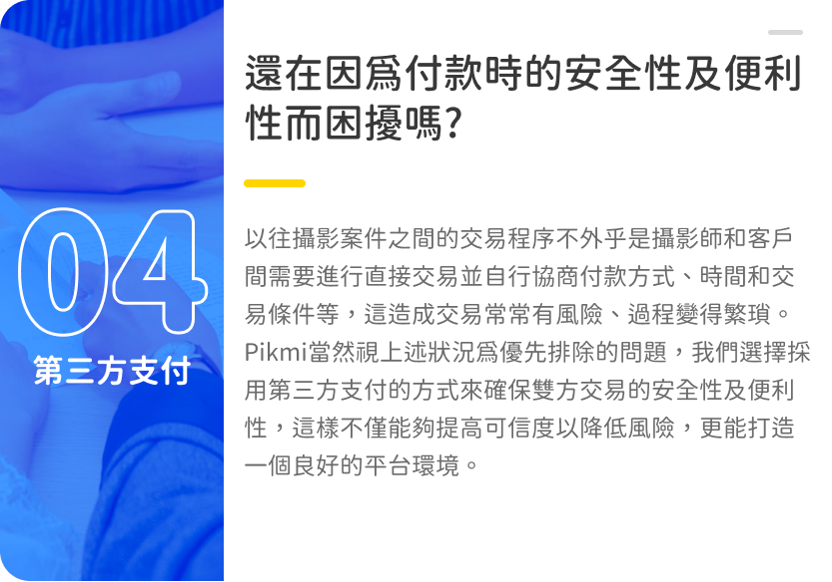 還在因爲付款時的安全性及便利
性而困擾嗎?
04
第三方支付
以往攝影案件之間的交易程序不外乎是攝影師和客戶
間需要進行直接交易並自行協商付款方式、時間和交
易條件等，這造成交易常常有風險、過程變得繁瑣。
Pikmi當然視上述狀況爲優先排除的問題，我們選擇採
用第三方支付的方式來確保雙方交易的安全性及便利
性，這樣不僅能夠提高可信度以降低風險，更能打造
一個良好的平台環境。